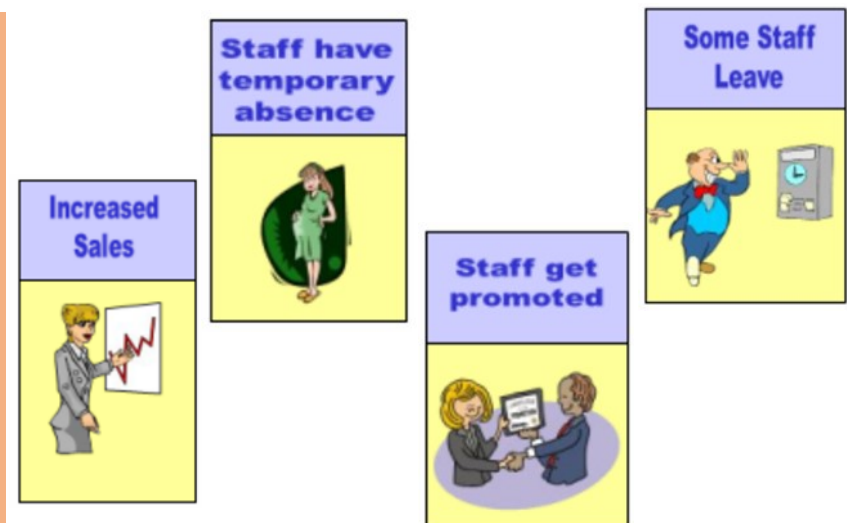 Increased
Sales
Staff have
temporary
absence
Staff get
promoted
Some Staff
Leave